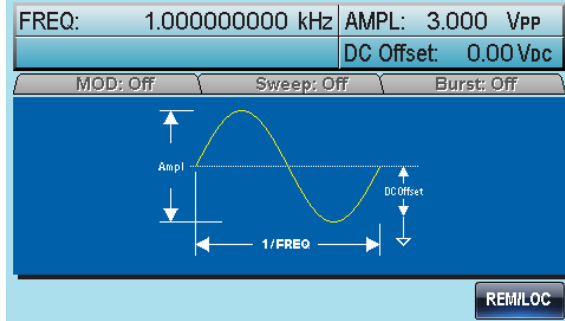 FREQ: 1.000000000 kHz AMPL: 3.000 VPP
DC Offset: 0.00 VDC
MOD: Off Sweep: Off Burst: Off
Ampl
DC Offset
1/FREQ
REM/LOC